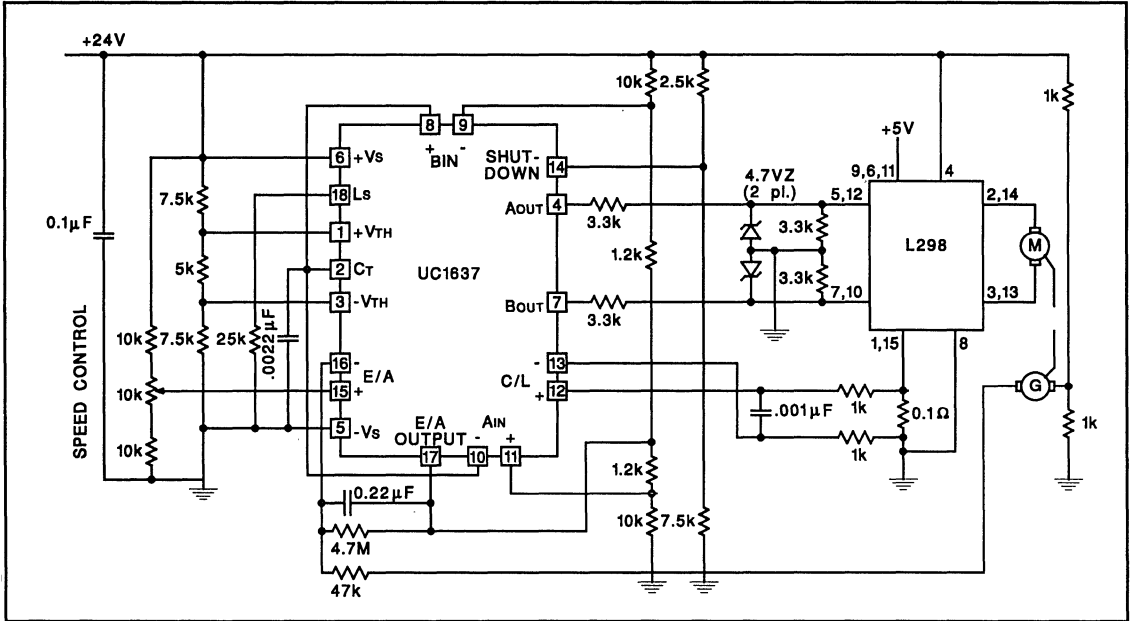 +24V
10k
2.5k
1k
8
9
+
BIN
-
+5V
6
+VS
SHUT-
DOWN
14
9,6,11
4
18
LS
4.7VZ
(2 pl.)
7.5k
AOUT
4
3.3k
5,12
2,14
0.1µF
1
+VTH
3.3k
5k
2
CT
UC1637
1.2k
L298
M
3
-VTH
BOUT
7
3.3k
3.3k
7,10
3,13
SPEED CONTROL
10k
7.5k
25k
.0022µF
1,15
8
16
-
-
13
E/A
C/L
10k
15
+
+
12
1k
G
.001µF
0.1Ω
1k
10k
5
-VS
E/A
OUTPUT
AIN
-
+
1k
17
10
11
1.2k
0.22µF
10k
7.5k
4.7M
47k